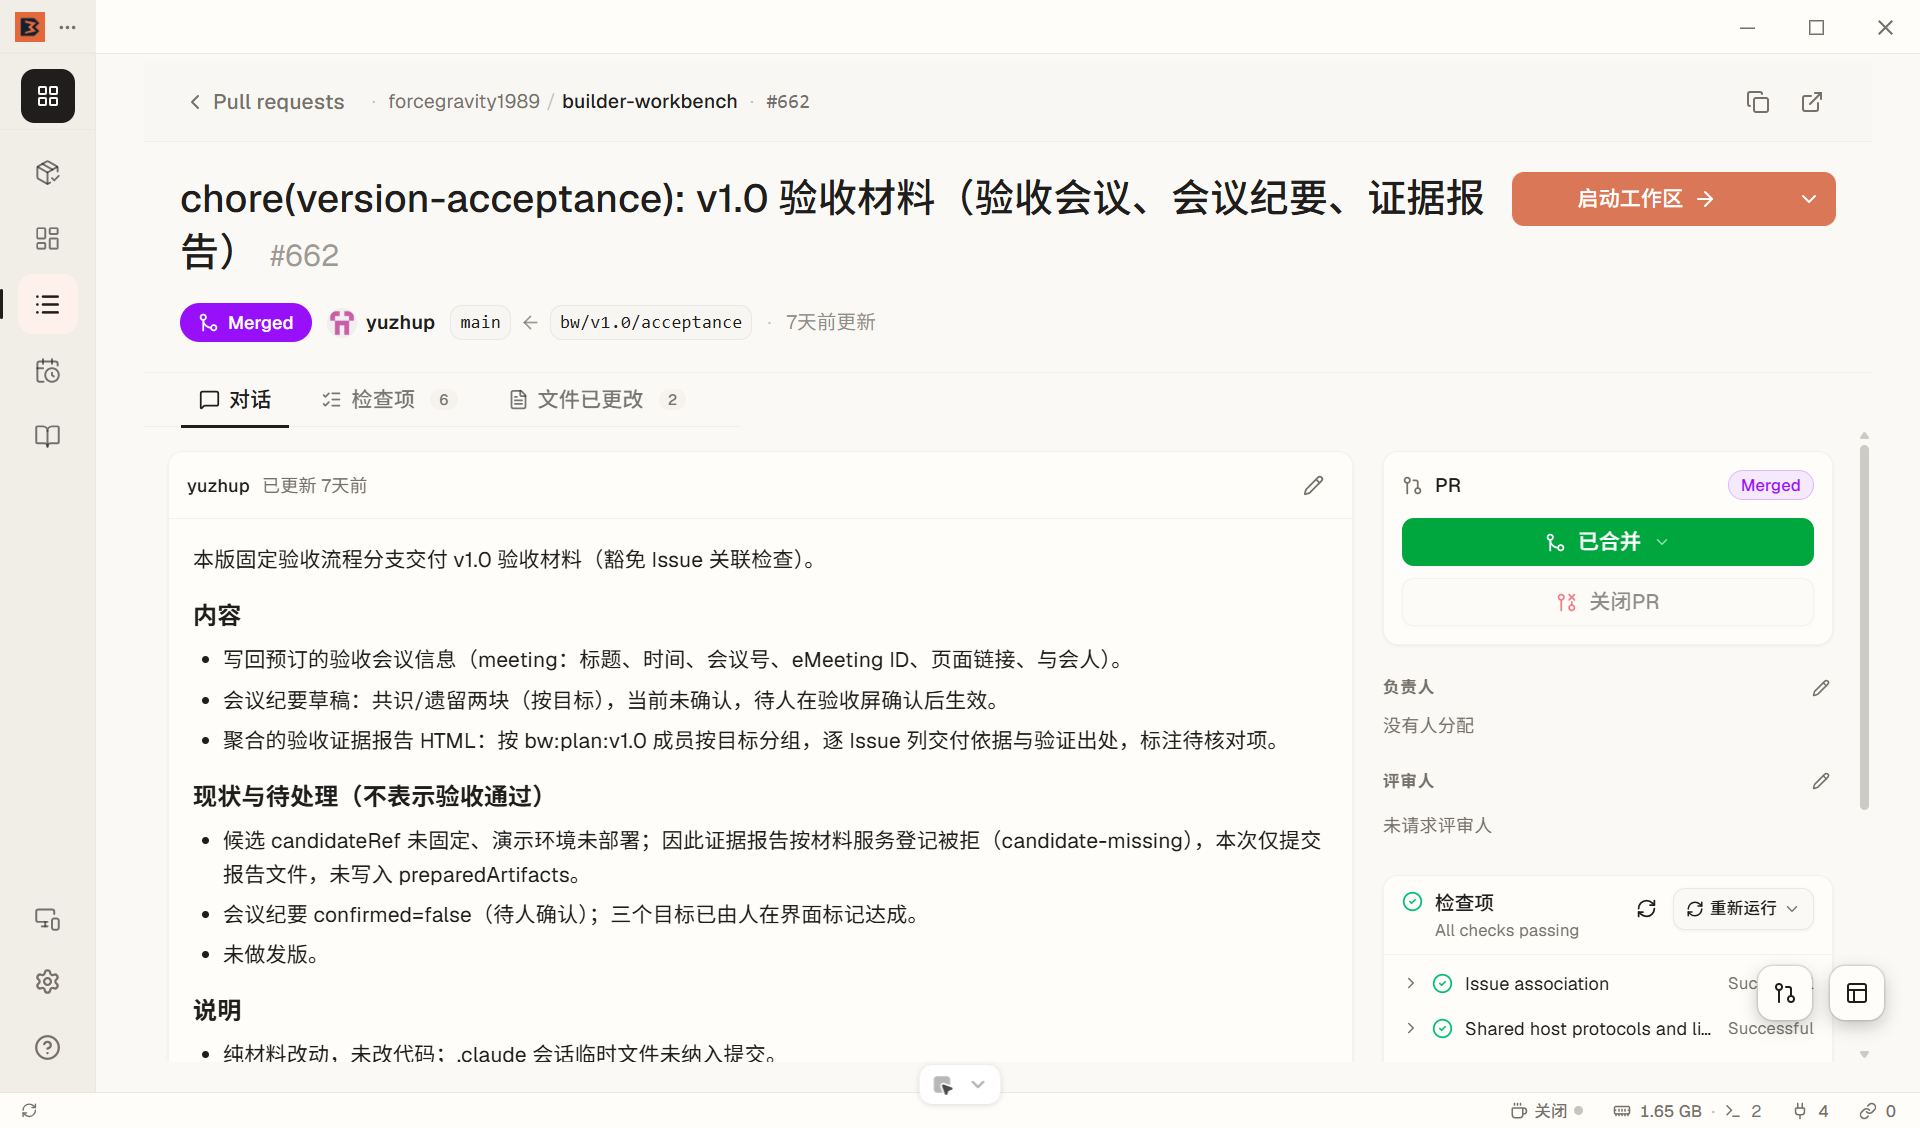 Pull requests · forcegravity1989 / builder-workbench · #662
chore(version-acceptance): v1.0 验收材料（验收会议、会议纪要、证据报
告） #662
启动工作区
Merged yuzhup main ← bw/v1.0/acceptance · 7天前更新
对话 检查项 6 文件已更改 2
yuzhup 已更新 7天前
本版固定验收流程分支交付 v1.0 验收材料（豁免 Issue 关联检查）。
内容
• 写回预订的验收会议信息（meeting：标题、时间、会议号、eMeeting ID、页面链接、与会人）。
• 会议纪要草稿：共识/遗留两块（按目标），当前未确认，待人在验收屏确认后生效。
• 聚合的验收证据报告 HTML：按 bw:plan:v1.0 成员按目标分组，逐 Issue 列交付依据与验证出处，标注待核对项。
现状与待处理（不表示验收通过）
• 候选 candidateRef 未固定、演示环境未部署；因此证据报告按材料服务登记被拒（candidate-missing），本次仅提交
报告文件，未写入 preparedArtifacts。
• 会议纪要 confirmed=false（待人确认）；三个目标已由人在界面标记达成。
• 未做发版。
说明
• 纯材料改动，未改代码；.claude 会话临时文件未纳入提交。
PR Merged
已合并
关闭PR
负责人
没有人分配
评审人
未请求评审人
检查项 重新运行
All checks passing
Issue association Suc
Shared host protocols and li... Successful
关闭 1.65 GB · 2 4 0